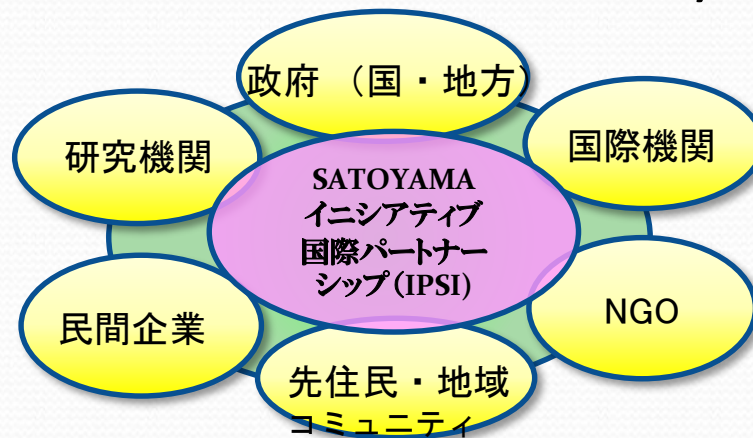 政府 （国・地方）
研究機関
国際機関
SATOYAMA
イニシアティブ
国際パートナー
シップ(IPSI)
民間企業
NGO
先住民・地域
コミュニティ